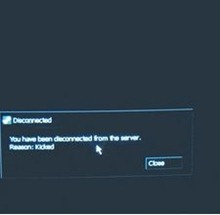 Disconnected
You have been disconnected from the server.
Reason: Kicked
Close